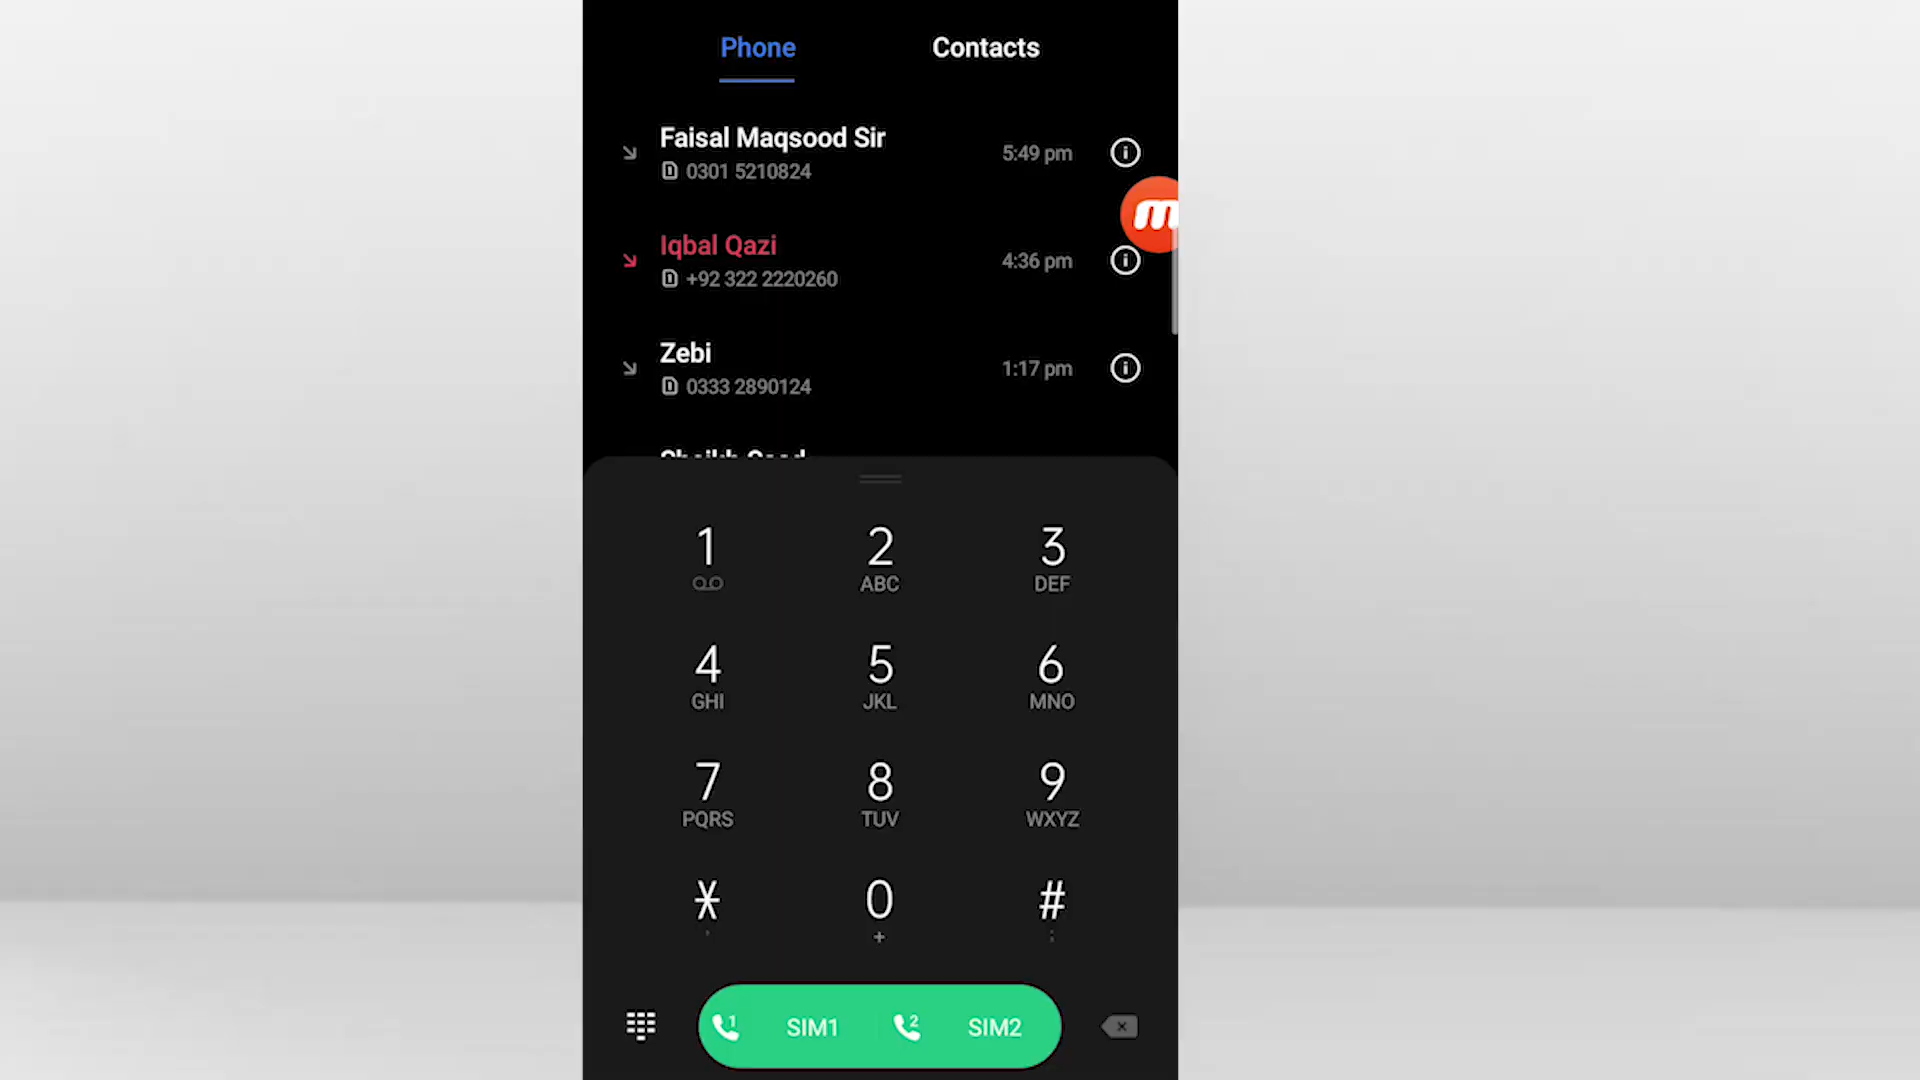 Phone Contacts
Faisal Maqsood Sir
0301 5210824
5:49 pm
Iqbal Qazi
+92 322 2220260
4:36 pm
Zebi
0333 2890124
1:17 pm
1 2 3
ABC DEF
4 5 6
GHI JKL MNO
7 8 9
PQRS TUV WXYZ
* 0 #
, + ;
1 SIM1 2 SIM2